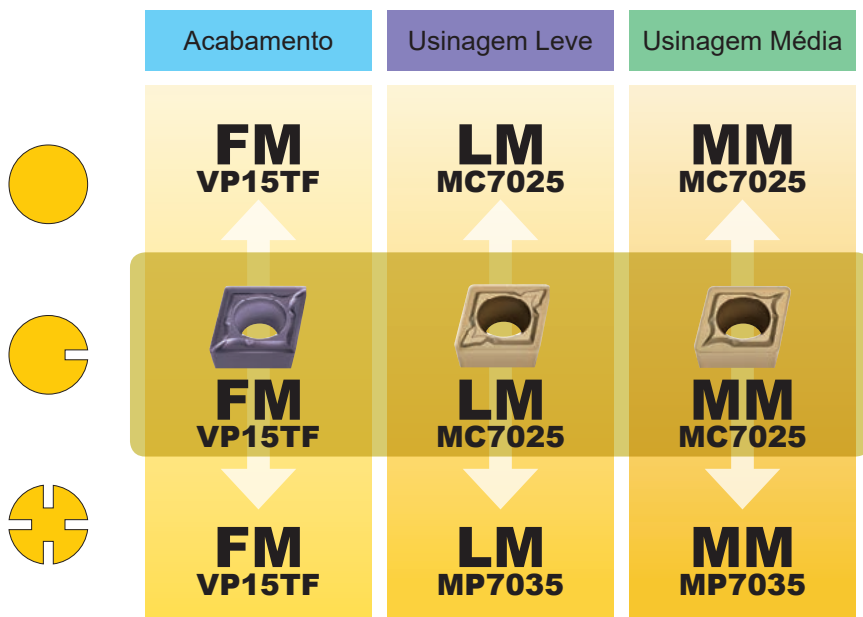 Acabamento
Usinagem Leve
Usinagem Média
FM
VP15TF
LM
MC7025
MM
MC7025
FM
VP15TF
LM
MC7025
MM
MC7025
FM
VP15TF
LM
MP7035
MM
MP7035